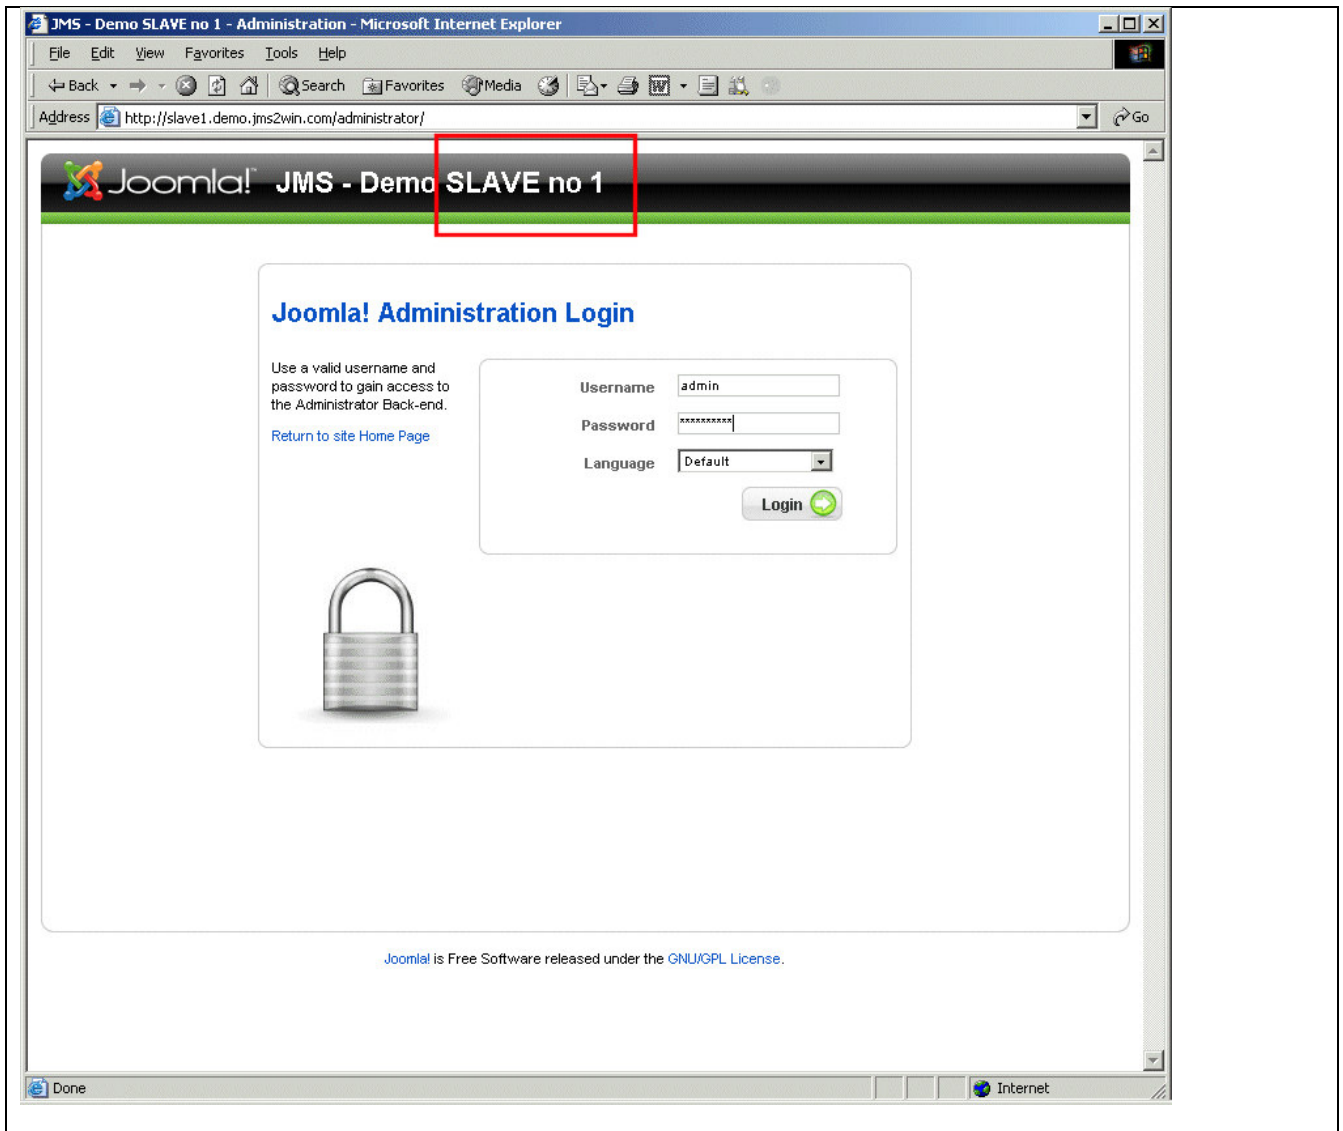 JMS - Demo SLAVE no 1 - Administration - Microsoft Internet Explorer
File Edit View Favorites Tools Help
Back Search Favorites Media
Address http://slave1.demo.jms2win.com/administrator/ Go
Joomla!™ JMS - Demo SLAVE no 1
Joomla! Administration Login
Use a valid username and
password to gain access to
the Administrator Back-end.
Return to site Home Page
Username admin
Password **********
Language Default
Login
Joomla! is Free Software released under the GNU/GPL License.
Done Internet